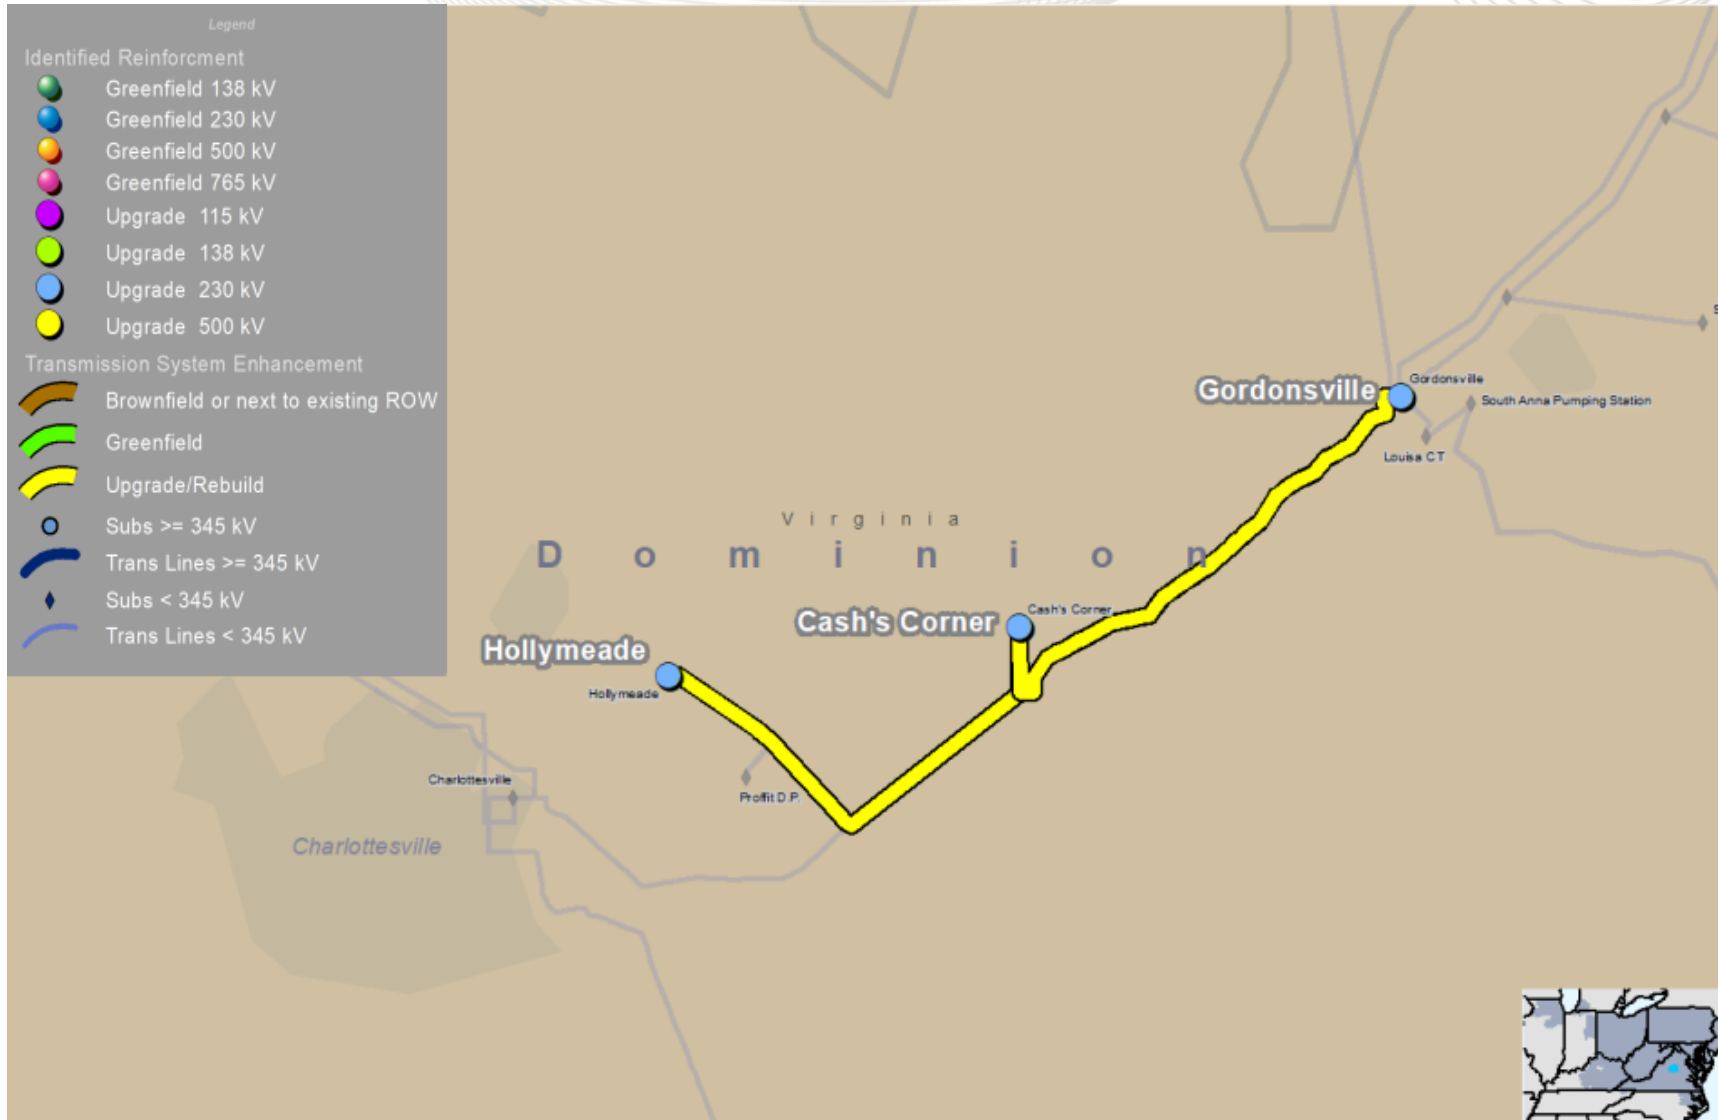 Legend
Identified Reinforcment
Greenfield 138 kV
Greenfield 230 kV
Greenfield 500 kV
Greenfield 765 kV
Upgrade 115 kV
Upgrade 138 kV
Upgrade 230 kV
Upgrade 500 kV
Transmission System Enhancement
Brownfield or next to existing ROW
Greenfield
Upgrade/Rebuild
Subs >= 345 kV
Trans Lines >= 345 kV
Subs < 345 kV
Trans Lines < 345 kV
S
Gordonsville
Gordonsville
South Anna Pumping Station
Louisa CT
Virginia
Dominion
Cash's Corner
Cash's Corner
Hollymeade
Hollymeade
Charlottesville
Proffit D.P.
Charlottesville